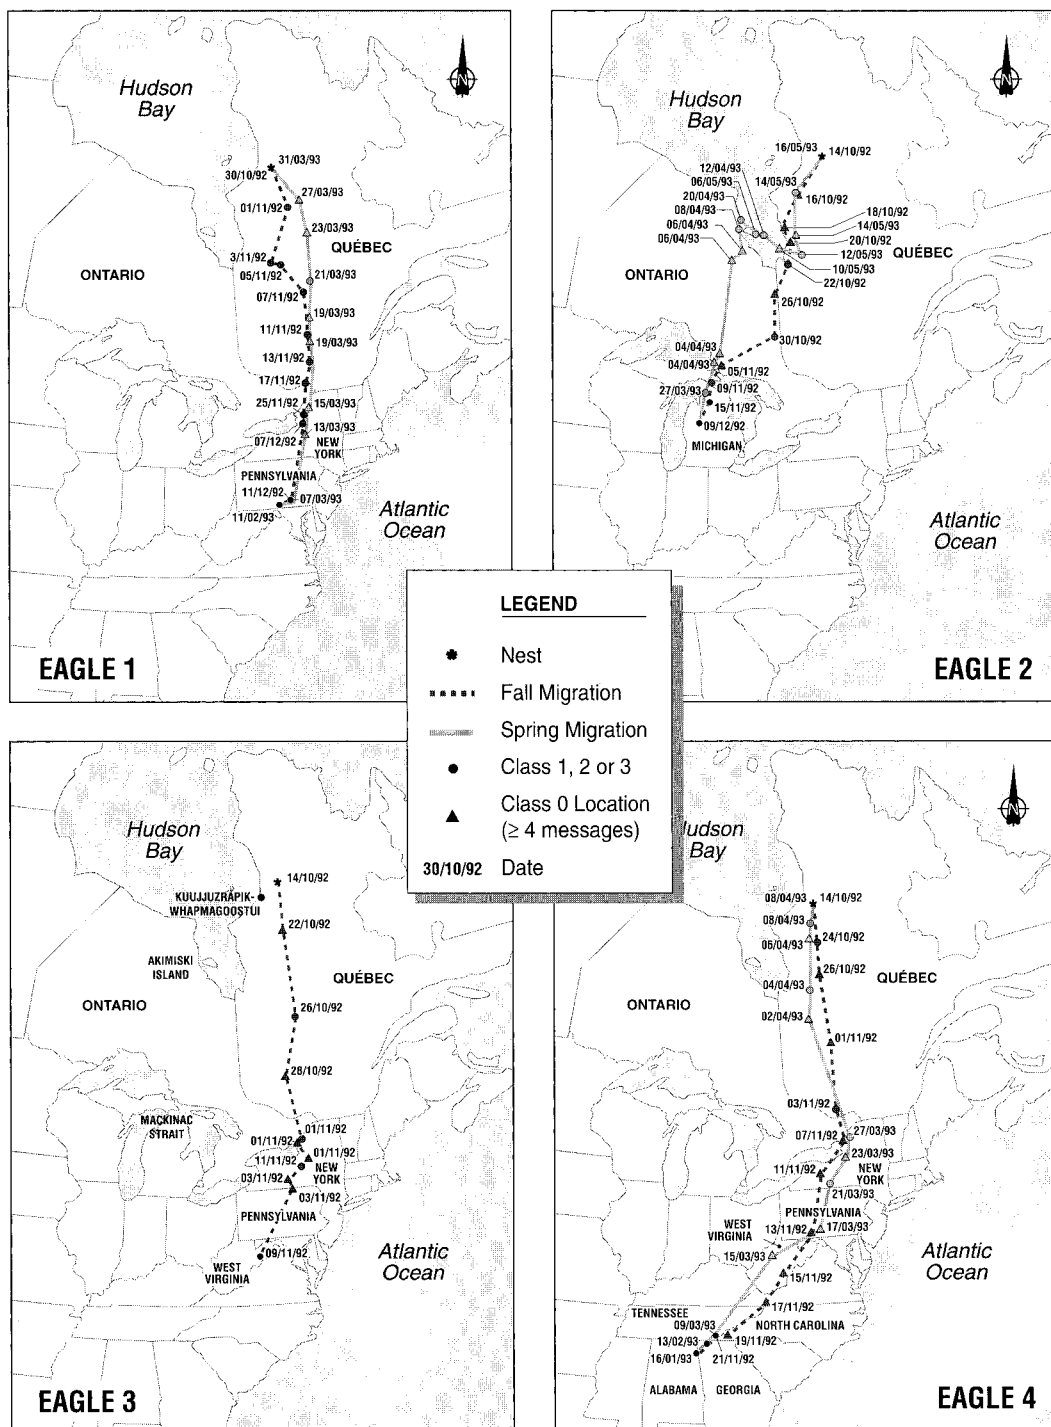 Hudson
Bay
N
31/03/93
30/10/92
27/03/93
01/11/92
23/03/93
QUÉBEC
3/11/92
ONTARIO
05/11/92
21/03/93
07/11/92
19/03/93
11/11/92
19/03/93
13/11/92
17/11/92
25/11/92
15/03/93
13/03/93
07/12/92
NEW
YORK
PENNSYLVANIA
11/12/92
07/03/93
11/02/93
Atlantic
Ocean
EAGLE 1
Hudson
Bay
N
16/05/93
14/10/92
12/04/93
06/05/93
20/04/93
08/04/93
06/04/93
06/04/93
14/05/93
16/10/92
18/10/92
14/05/93
20/10/92
12/05/93
QUÉBEC
10/05/93
22/10/92
ONTARIO
26/10/92
30/10/92
04/04/93
04/04/93
05/11/92
27/03/93
09/11/92
15/11/92
09/12/92
MICHIGAN
Atlantic
Ocean
EAGLE 2
LEGEND
Nest
Fall Migration
Spring Migration
Class 1, 2 or 3
Class 0 Location
(≥ 4 messages)
30/10/92 Date
Hudson
Bay
14/10/92
KUUJJUZRÁPIK-
WHAPMAGOOSTUI
22/10/92
AKIMISKI
ISLAND
QUÉBEC
ONTARIO
26/10/92
28/10/92
MACKINAC
STRAIT
01/11/92
01/11/92
01/11/92
11/11/92
NEW
YORK
03/11/92
03/11/92
PENNSYLVANIA
09/11/92
WEST
VIRGINIA
Atlantic
Ocean
EAGLE 3
Hudson
Bay
N
08/04/93
14/10/92
08/04/93
06/04/93
24/10/92
26/10/92
QUÉBEC
04/04/93
ONTARIO
02/04/93
01/11/92
03/11/92
07/11/92
27/03/93
23/03/93
11/11/92
NEW
YORK
21/03/93
PENNSYLVANIA
WEST
VIRGINIA
13/11/92
17/03/93
15/03/93
15/11/92
17/11/92
TENNESSEE
NORTH CAROLINA
09/03/93
19/11/92
13/02/93
21/11/92
16/01/93
ALABAMA
GEORGIA
Atlantic
Ocean
EAGLE 4